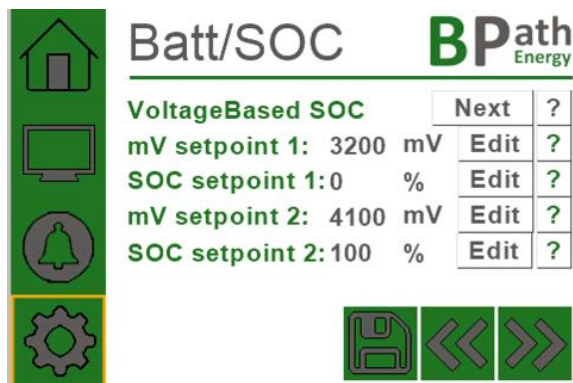 Batt/SOC
BPath
Energy
VoltageBased SOC Next ?
mV setpoint 1: 3200 mV Edit ?
SOC setpoint 1: 0 % Edit ?
mV setpoint 2: 4100 mV Edit ?
SOC setpoint 2: 100 % Edit ?